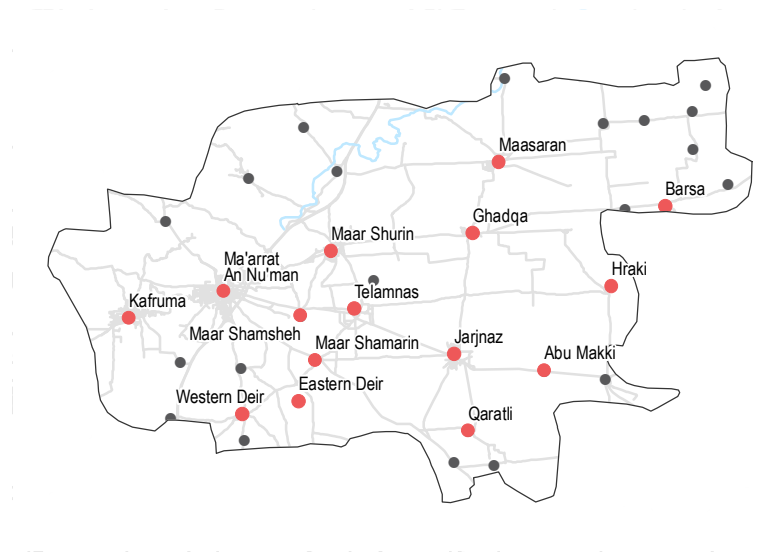 Maasaran
Barsa
Ghadqa
Maar Shurin
Ma'arrat
An Nu'man
Hraki
Kafruma
Telamnas
Maar Shamsheh
Maar Shamarin
Jarjnaz
Abu Makki
Eastern Deir
Western Deir
Qaratli